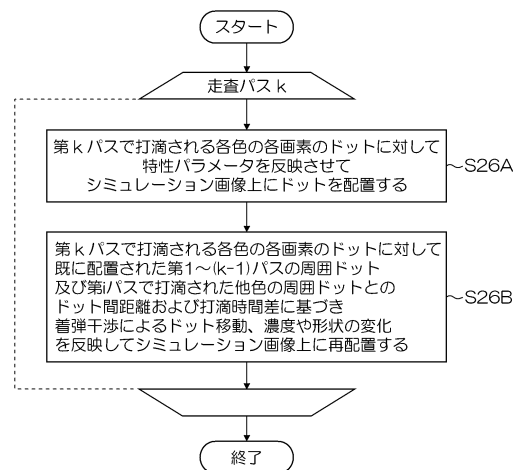 スタート
走査パス k
第 k パスで打滴される各色の各画素のドットに対して
特性パラメータを反映させて
シミュレーション画像上にドットを配置する
S26A
第 k パスで打滴される各色の各画素のドットに対して
既に配置された第1～(k-1)パスの周囲ドット
及び第iパスで打滴された他色の周囲ドットとの
ドット間距離および打滴時間差に基づき
着弾干渉によるドット移動、濃度や形状の変化
を反映してシミュレーション画像上に再配置する
S26B
終了